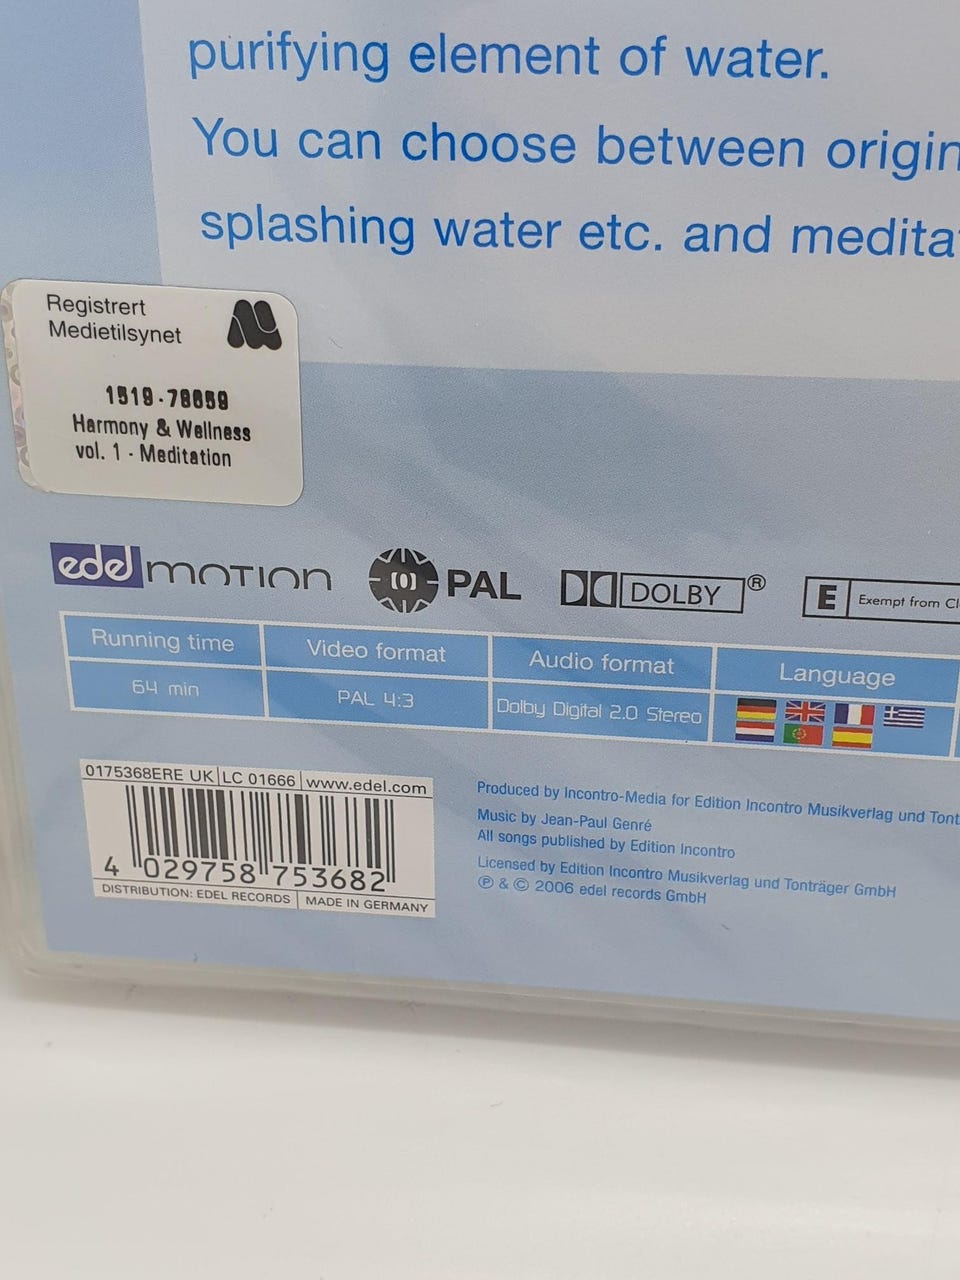 purifying element of water.
You can choose between origin
splashing water etc. and medita
Registrert
Medietilsynet
1519-78659
Harmony & Wellness
vol. 1 - Meditation
edel MOTION
(0) PAL
DOLBY ®
E Exempt from Cl
Running time Video format Audio format Language
64 min PAL 4:3 Dolby Digital 2.0 Stereo
0175368ERE UK LC 01666 www.edel.com
4 029758 753682
DISTRIBUTION: EDEL RECORDS MADE IN GERMANY
Produced by Incontro-Media for Edition Incontro Musikverlag und Tont
Music by Jean-Paul Genré
All songs published by Edition Incontro
Licensed by Edition Incontro Musikverlag und Tonträger GmbH
℗ & © 2006 edel records GmbH